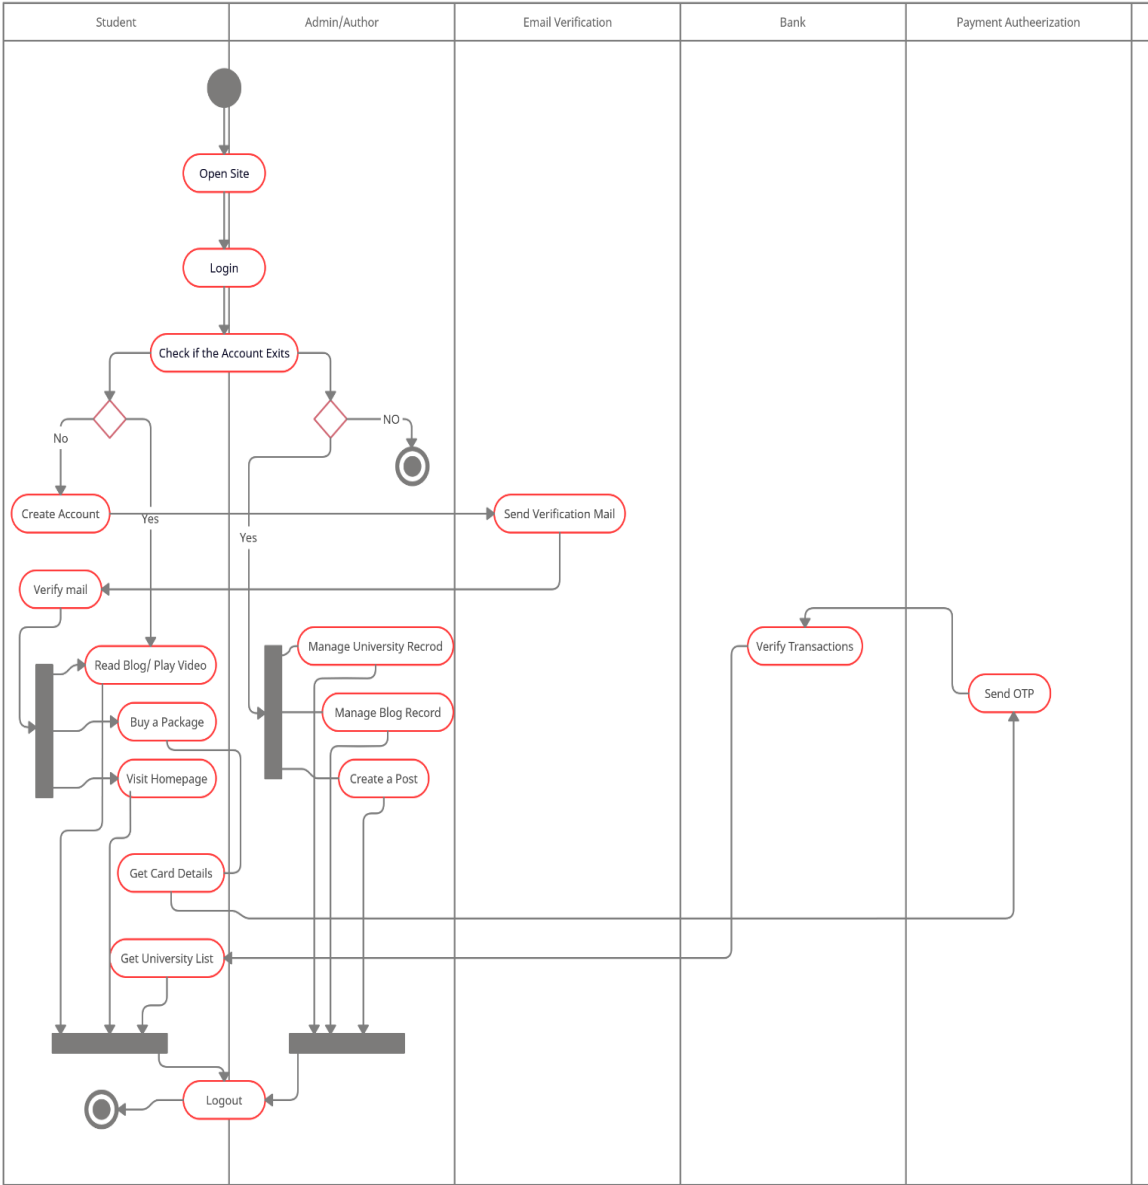 Student
Admin/Author
Email Verification
Bank
Payment Autheerization
Open Site
Login
Check if the Account Exits
NO
No
Create Account
Yes
Send Verification Mail
Yes
Verify mail
Manage University Recrod
Verify Transactions
Read Blog/ Play Video
Send OTP
Manage Blog Record
Buy a Package
Visit Homepage
Create a Post
Get Card Details
Get University List
Logout